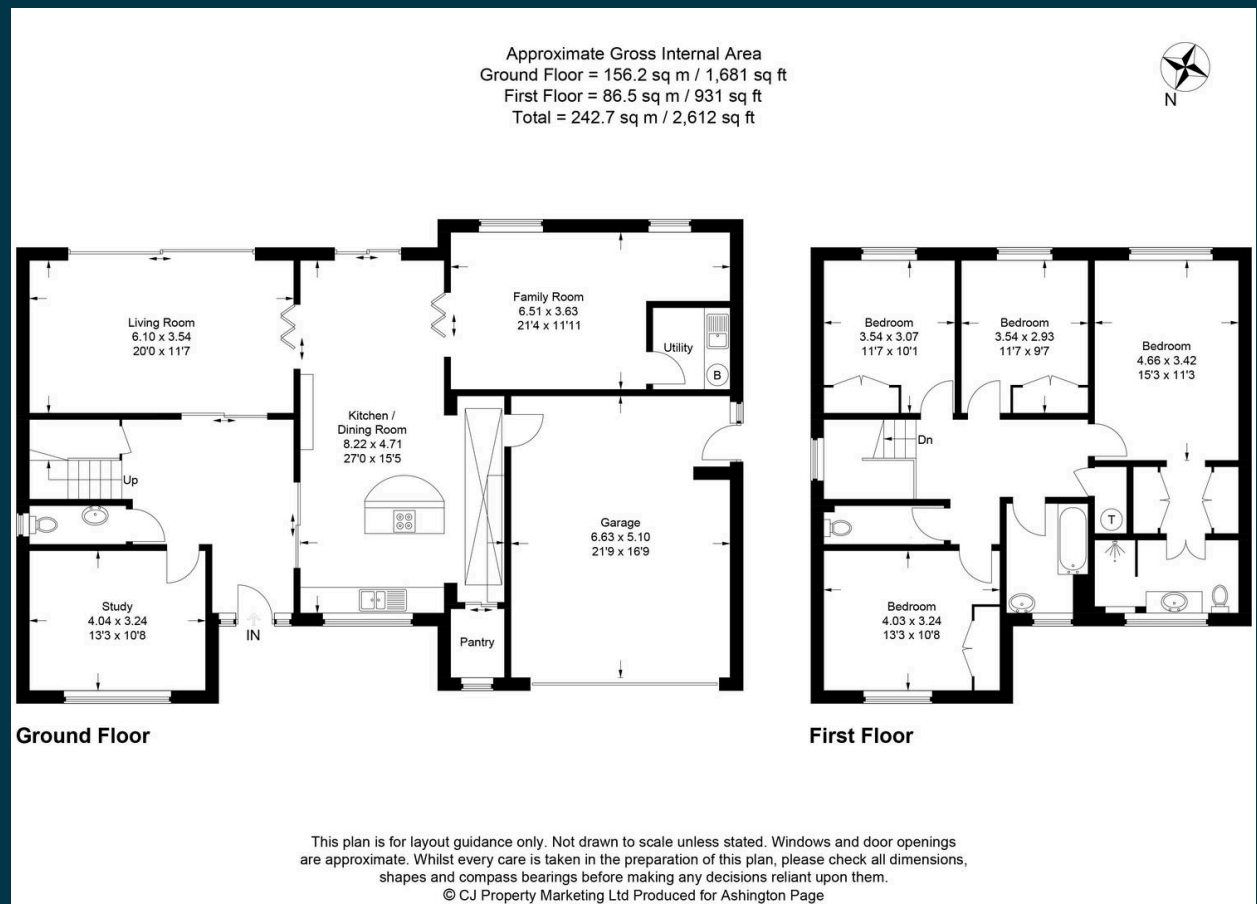 Approximate Gross Internal Area
Ground Floor = 156.2 sq m / 1,681 sq ft
First Floor = 86.5 sq m / 931 sq ft
Total = 242.7 sq m / 2,612 sq ft
N
Living Room
6.10 x 3.54
20'0 x 11'7
Family Room
6.51 x 3.63
21'4 x 11'11
Utility
B
Kitchen /
Dining Room
8.22 x 4.71
27'0 x 15'5
Up
Garage
6.63 x 5.10
21'9 x 16'9
Study
4.04 x 3.24
13'3 x 10'8
IN
Pantry
Ground Floor
Bedroom
3.54 x 3.07
11'7 x 10'1
Bedroom
3.54 x 2.93
11'7 x 9'7
Bedroom
4.66 x 3.42
15'3 x 11'3
Dn
T
Bedroom
4.03 x 3.24
13'3 x 10'8
First Floor
This plan is for layout guidance only. Not drawn to scale unless stated. Windows and door openings
are approximate. Whilst every care is taken in the preparation of this plan, please check all dimensions,
shapes and compass bearings before making any decisions reliant upon them.
© CJ Property Marketing Ltd Produced for Ashington Page